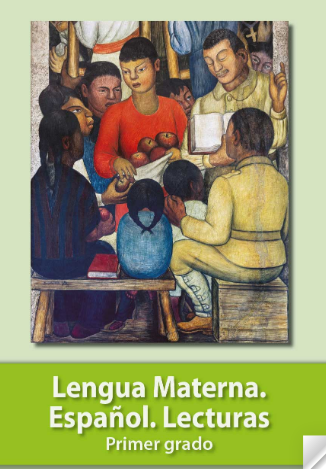 Lengua Materna.
Español. Lecturas
Primer grado